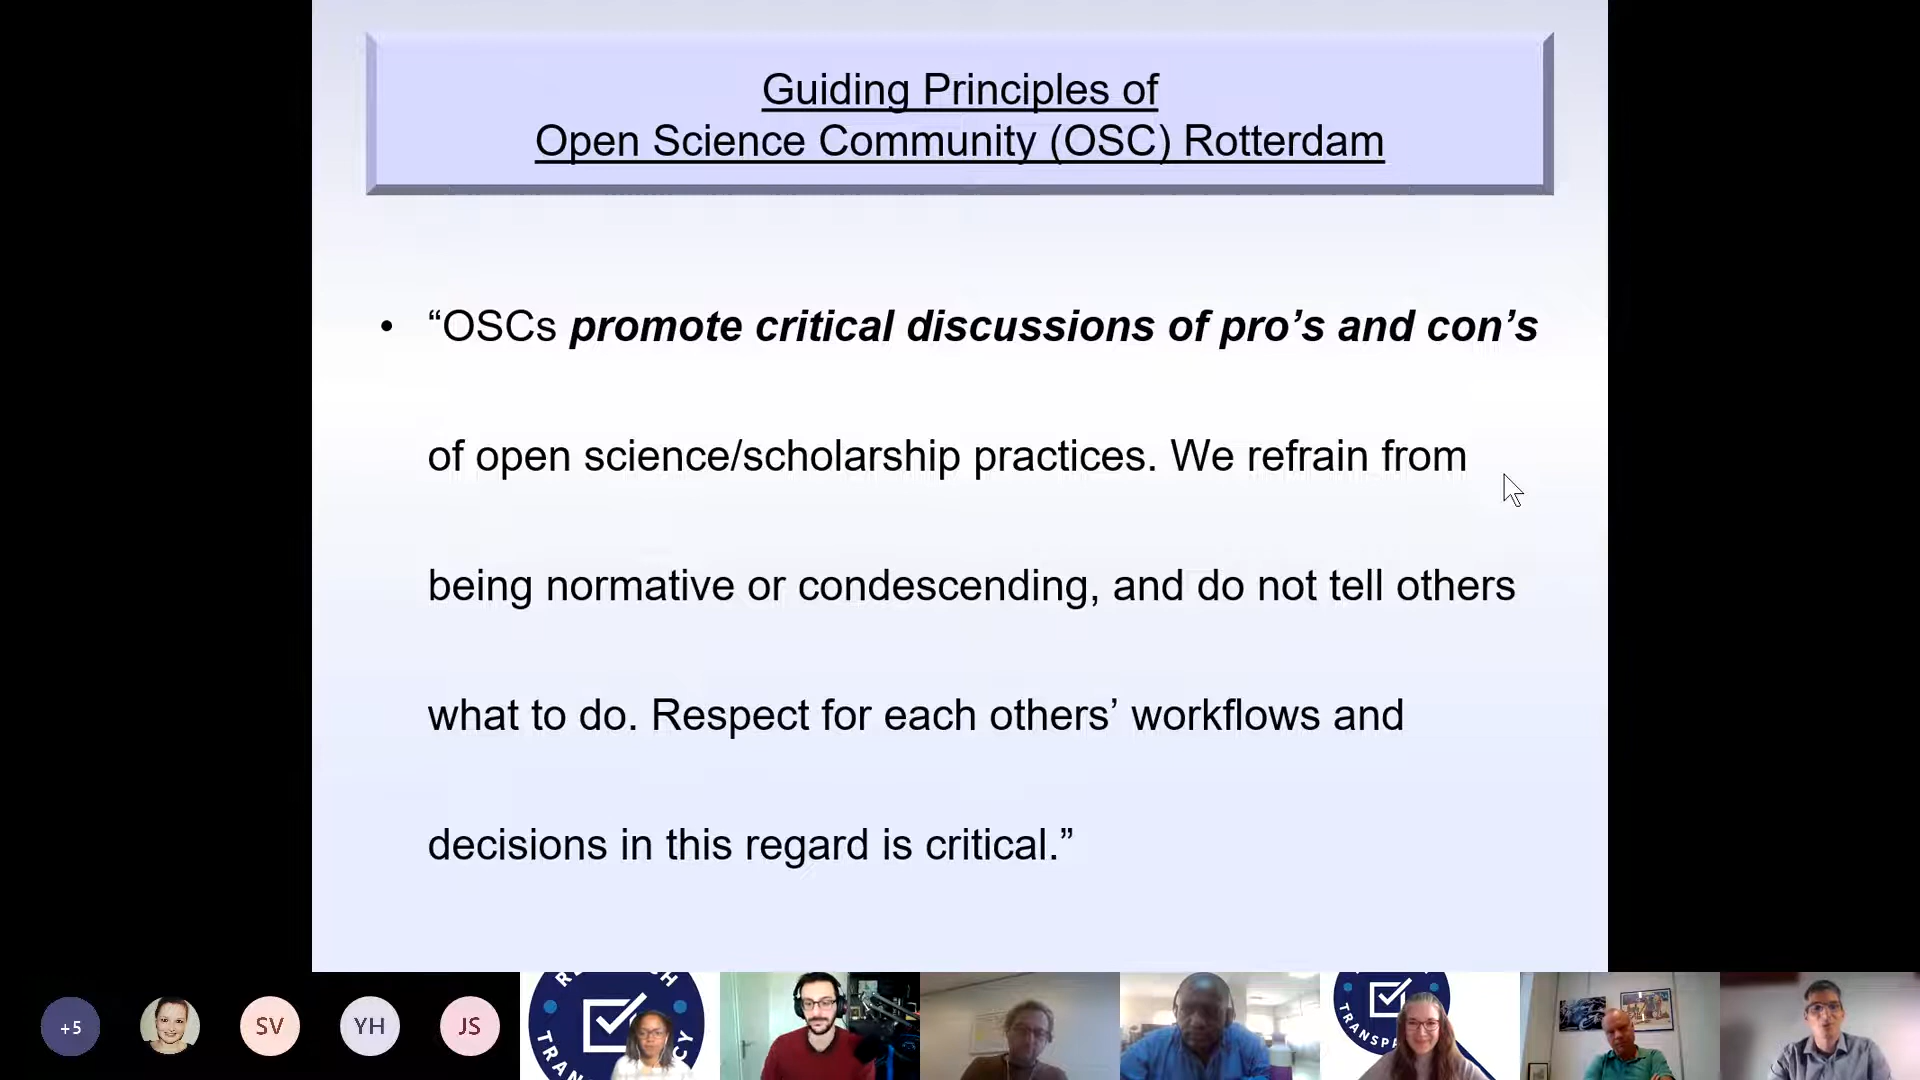 Guiding Principles of
Open Science Community (OSC) Rotterdam
• “OSCs promote critical discussions of pro’s and con’s
of open science/scholarship practices. We refrain from
being normative or condescending, and do not tell others
what to do. Respect for each others’ workflows and
decisions in this regard is critical.”
+5
SV
YH
JS